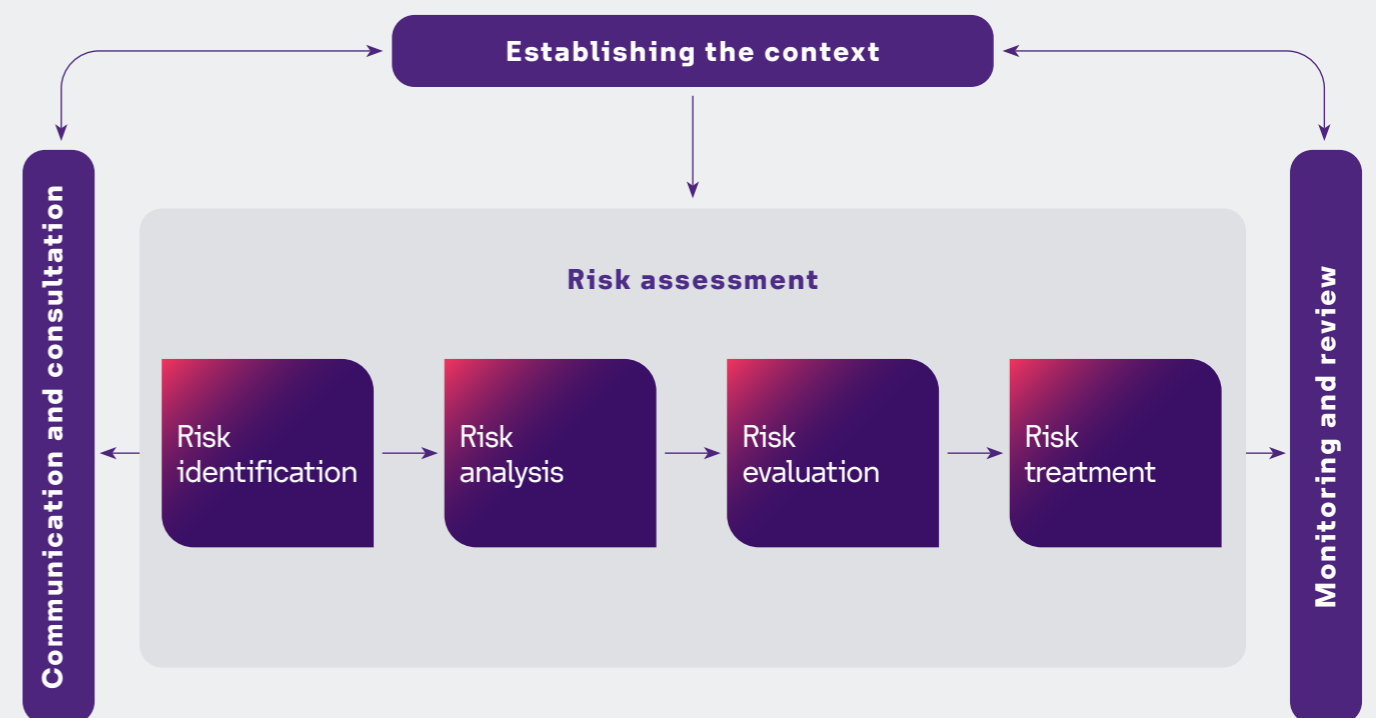 Establishing the context
Communication and consultation
Risk assessment
Risk
identification
Risk
analysis
Risk
evaluation
Risk
treatment
Monitoring and review